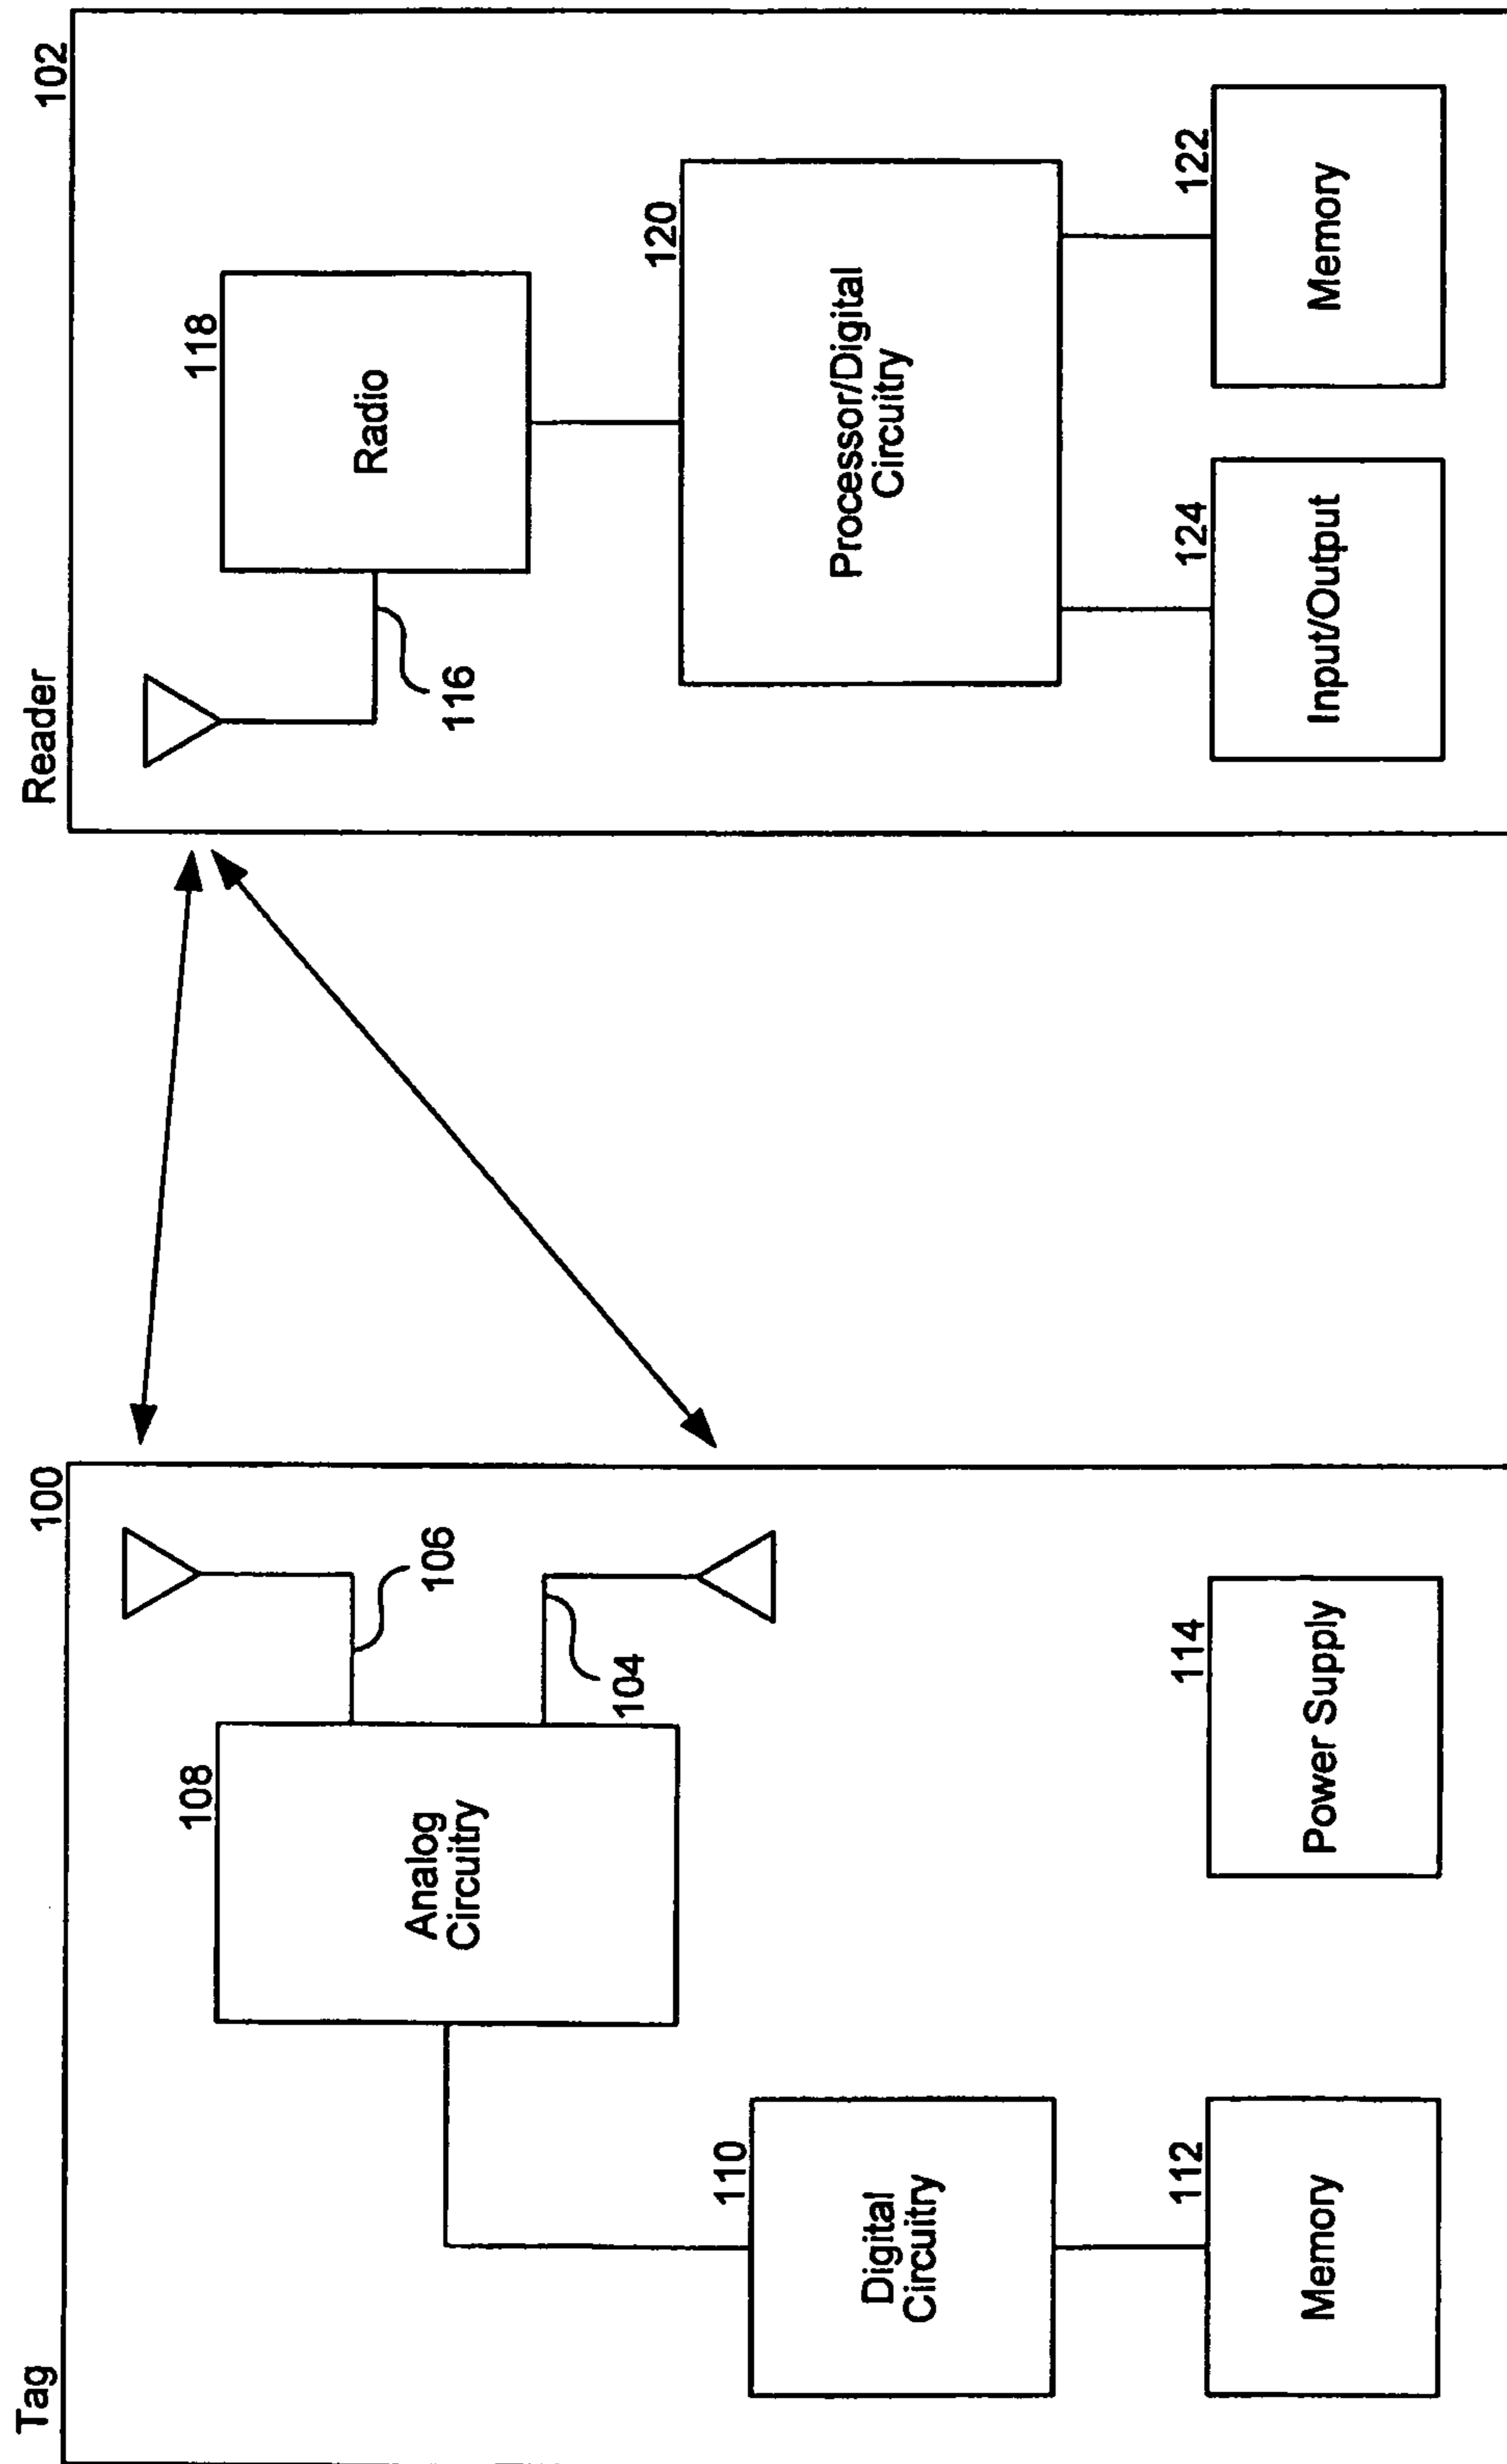 Tag
100
108
Analog
Circuitry
106
104
110
Digital
Circuitry
112
Memory
114
Power Supply
Reader
102
116
118
Radio
120
Processor/Digital
Circuitry
124
Input/Output
122
Memory